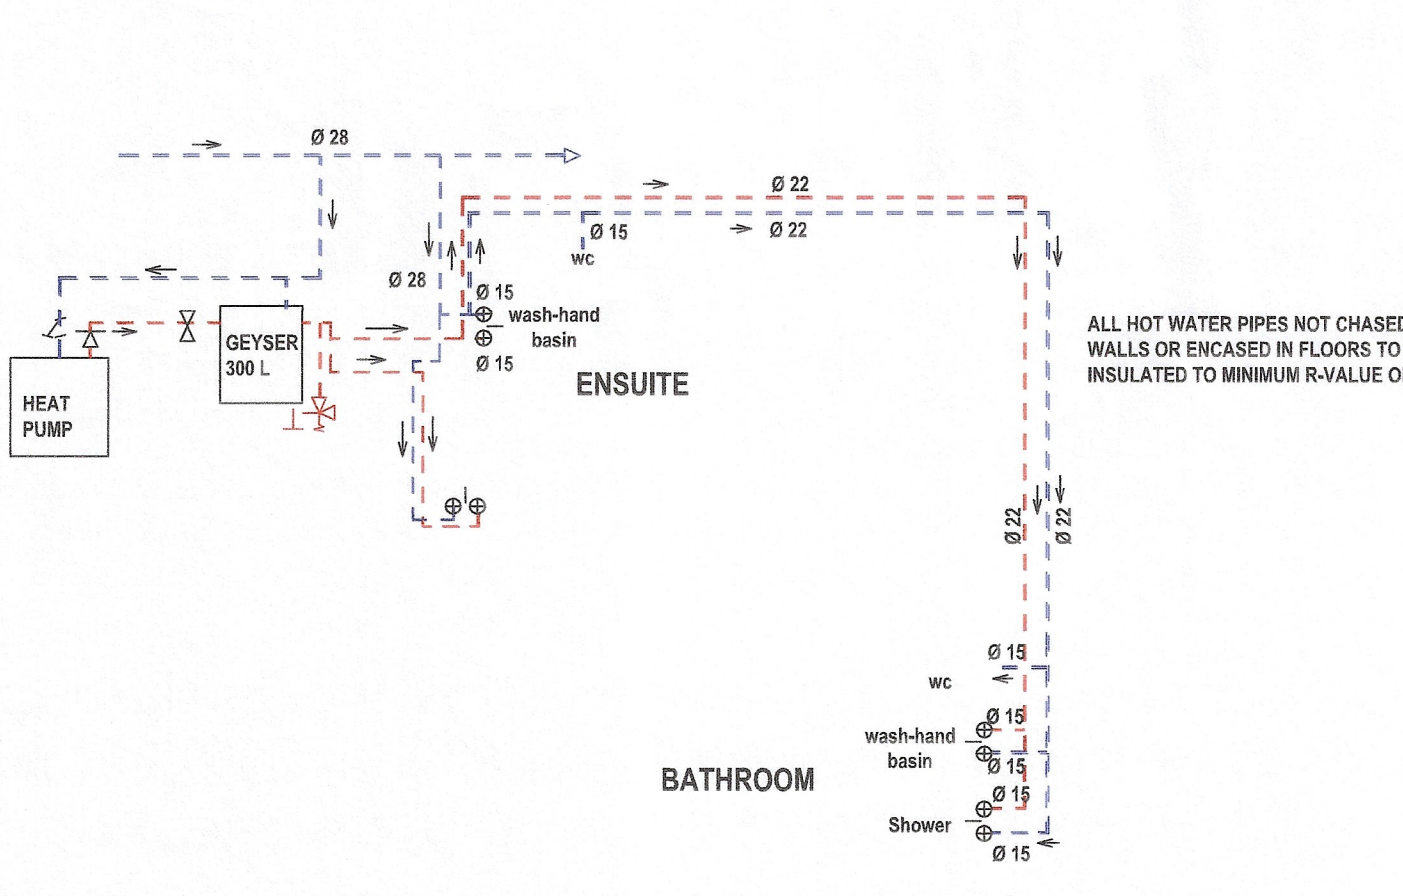 Ø 28
Ø 22
Ø 15
Ø 22
wc
Ø 28
Ø 15
wash-hand
basin
Ø 15
GEYSER
300 L
ENSUITE
HEAT
PUMP
ALL HOT WATER PIPES NOT CHASED
WALLS OR ENCASED IN FLOORS TO
INSULATED TO MINIMUM R-VALUE O
Ø 22
Ø 22
Ø 15
wc
Ø 15
wash-hand
basin
Ø 15
BATHROOM
Ø 15
Shower
Ø 15